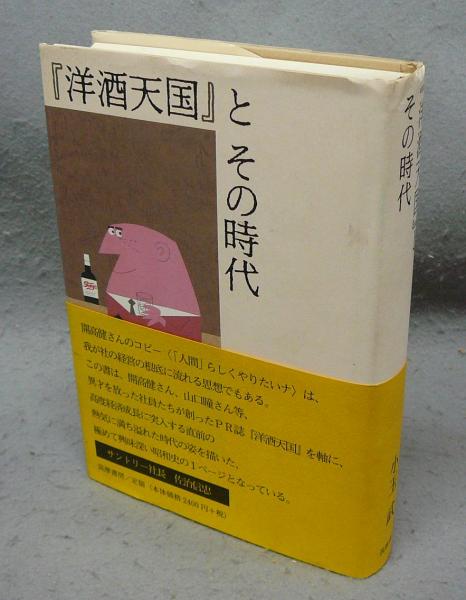 『洋酒天国』と その時代
その時代
開高健さんのコピー〈「人間」らしくやりたいナ〉は、
我が社の経営の根底に流れる思想でもある。
この書は、開高健さん、山口瞳さん等、
異才を放った社員たちが創ったPR誌『洋酒天国』を軸に、
高度経済成長に突入する直前の
熱気に満ち溢れた時代の姿を描いた、
極めて興味深い昭和史の1ページとなっている。
サントリー社長 佐治信忠
筑摩書房/定価(本体価格2400円+税)
小玉 武